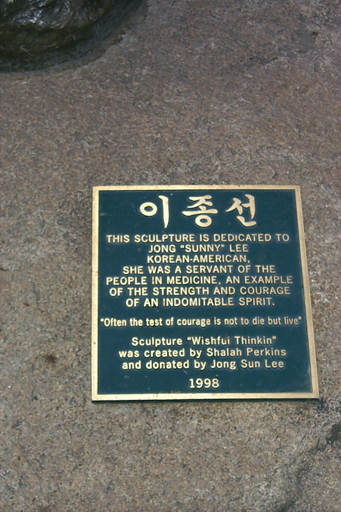 이종선
THIS SCULPTURE IS DEDICATED TO
JONG "SUNNY" LEE
KOREAN-AMERICAN,
SHE WAS A SERVANT OF THE
PEOPLE IN MEDICINE, AN EXAMPLE
OF THE STRENGTH AND COURAGE
OF AN INDOMITABLE SPIRIT.
"Often the test of courage is not to die but live"
Sculpture "Wishful Thinkin"
was created by Shalah Perkins
and donated by Jong Sun Lee
1998